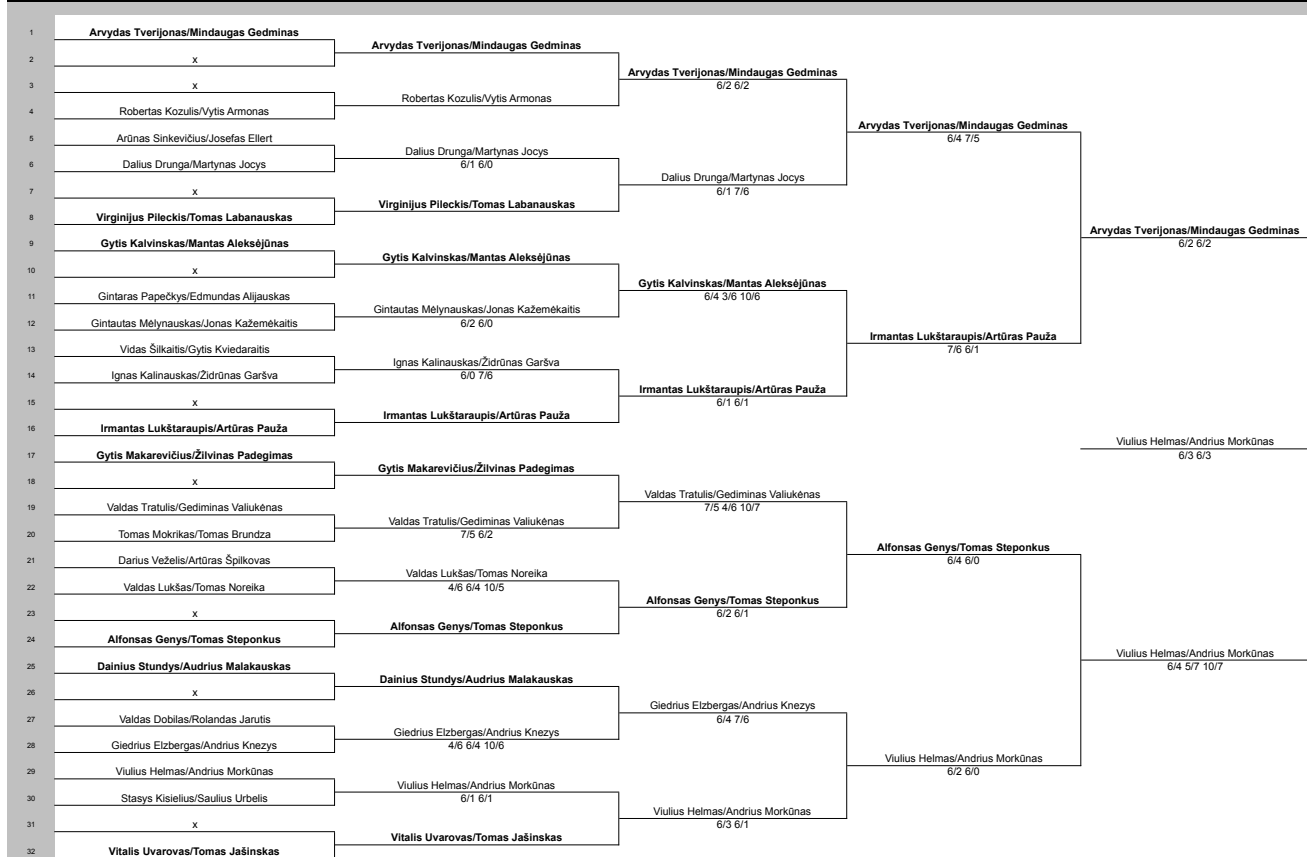 1 Arvydas Tverijonas/Mindaugas Gedminas
Arvydas Tverijonas/Mindaugas Gedminas
2 x
Arvydas Tverijonas/Mindaugas Gedminas
6/2 6/2
3 x
Robertas Kozulis/Vytis Armonas
4 Robertas Kozulis/Vytis Armonas
Arvydas Tverijonas/Mindaugas Gedminas
6/4 7/5
5 Arūnas Sinkevičius/Josefas Ellert
Dalius Drunga/Martynas Jocys
6/1 6/0
6 Dalius Drunga/Martynas Jocys
Dalius Drunga/Martynas Jocys
6/1 7/6
7 x
Virginijus Pileckis/Tomas Labanauskas
8 Virginijus Pileckis/Tomas Labanauskas
Arvydas Tverijonas/Mindaugas Gedminas
6/2 6/2
9 Gytis Kalvinskas/Mantas Aleksėjūnas
Gytis Kalvinskas/Mantas Aleksėjūnas
10 x
Gytis Kalvinskas/Mantas Aleksėjūnas
6/4 3/6 10/6
11 Gintaras Papečkys/Edmundas Alijauskas
Gintautas Mėlynauskas/Jonas Kažemėkaitis
6/2 6/0
12 Gintautas Mėlynauskas/Jonas Kažemėkaitis
Irmantas Lukštaraupis/Artūras Pauža
7/6 6/1
13 Vidas Šilkaitis/Gytis Kviedaraitis
Ignas Kalinauskas/Židrūnas Garšva
6/0 7/6
14 Ignas Kalinauskas/Židrūnas Garšva
Irmantas Lukštaraupis/Artūras Pauža
6/1 6/1
15 x
Irmantas Lukštaraupis/Artūras Pauža
16 Irmantas Lukštaraupis/Artūras Pauža
Viulius Helmas/Andrius Morkūnas
6/3 6/3
17 Gytis Makarevičius/Žilvinas Padegimas
Gytis Makarevičius/Žilvinas Padegimas
18 x
Valdas Tratulis/Gediminas Valiukėnas
7/5 4/6 10/7
19 Valdas Tratulis/Gediminas Valiukėnas
Valdas Tratulis/Gediminas Valiukėnas
7/5 6/2
20 Tomas Mokrikas/Tomas Brundza
Alfonsas Genys/Tomas Steponkus
6/4 6/0
21 Darius Veželis/Artūras Špilkovas
Valdas Lukšas/Tomas Noreika
4/6 6/4 10/5
22 Valdas Lukšas/Tomas Noreika
Alfonsas Genys/Tomas Steponkus
6/2 6/1
23 x
Alfonsas Genys/Tomas Steponkus
24 Alfonsas Genys/Tomas Steponkus
Viulius Helmas/Andrius Morkūnas
6/4 5/7 10/7
25 Dainius Stundys/Audrius Malakauskas
Dainius Stundys/Audrius Malakauskas
26 x
Giedrius Elzbergas/Andrius Knezys
6/4 7/6
27 Valdas Dobilas/Rolandas Jarutis
Giedrius Elzbergas/Andrius Knezys
4/6 6/4 10/6
28 Giedrius Elzbergas/Andrius Knezys
Viulius Helmas/Andrius Morkūnas
6/2 6/0
29 Viulius Helmas/Andrius Morkūnas
Viulius Helmas/Andrius Morkūnas
6/1 6/1
30 Stasys Kisielius/Saulius Urbelis
Viulius Helmas/Andrius Morkūnas
6/3 6/1
31 x
Vitalis Uvarovas/Tomas Jašinskas
32 Vitalis Uvarovas/Tomas Jašinskas